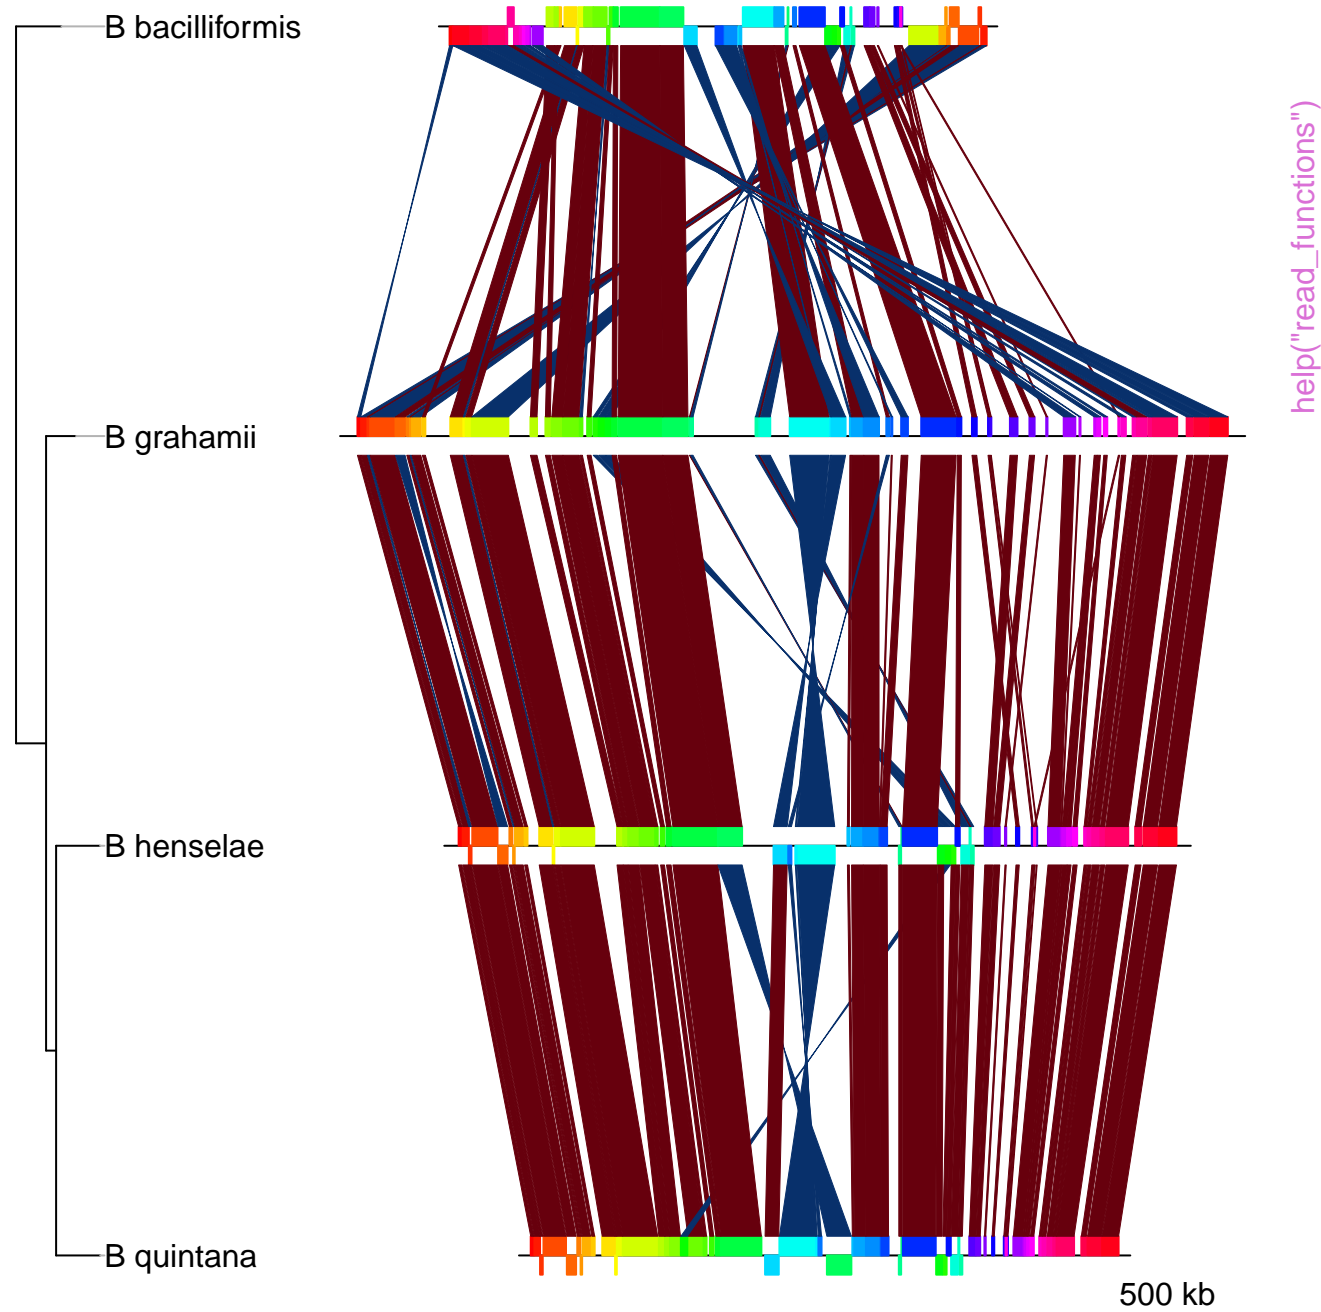 B bacilliformis
help("read_functions")
B grahamii
B henselae
B quintana
500 kb